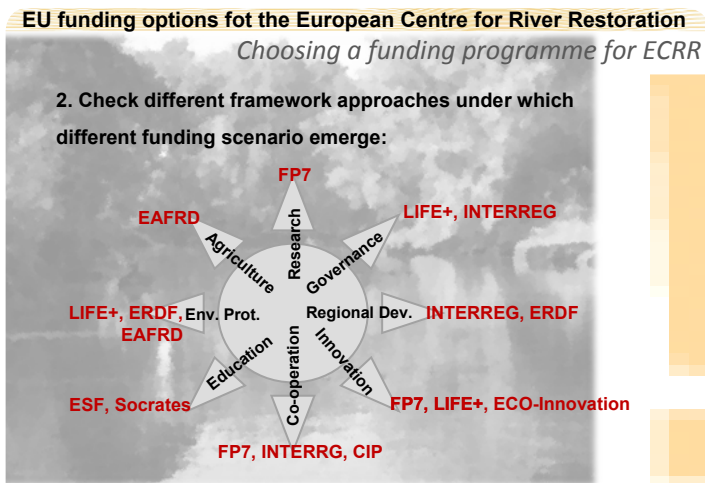 EU funding options fot the European Centre for River Restoration
Choosing a funding programme for ECRR
2. Check different framework approaches under which
different funding scenario emerge:
FP7
EAFRD
LIFE+, INTERREG
Research
Agriculture
Governance
LIFE+, ERDF,
EAFRD
Env. Prot.
Regional Dev.
INTERREG, ERDF
Education
Co-operation
Innovation
ESF, Socrates
FP7, LIFE+, ECO-Innovation
FP7, INTERRG, CIP